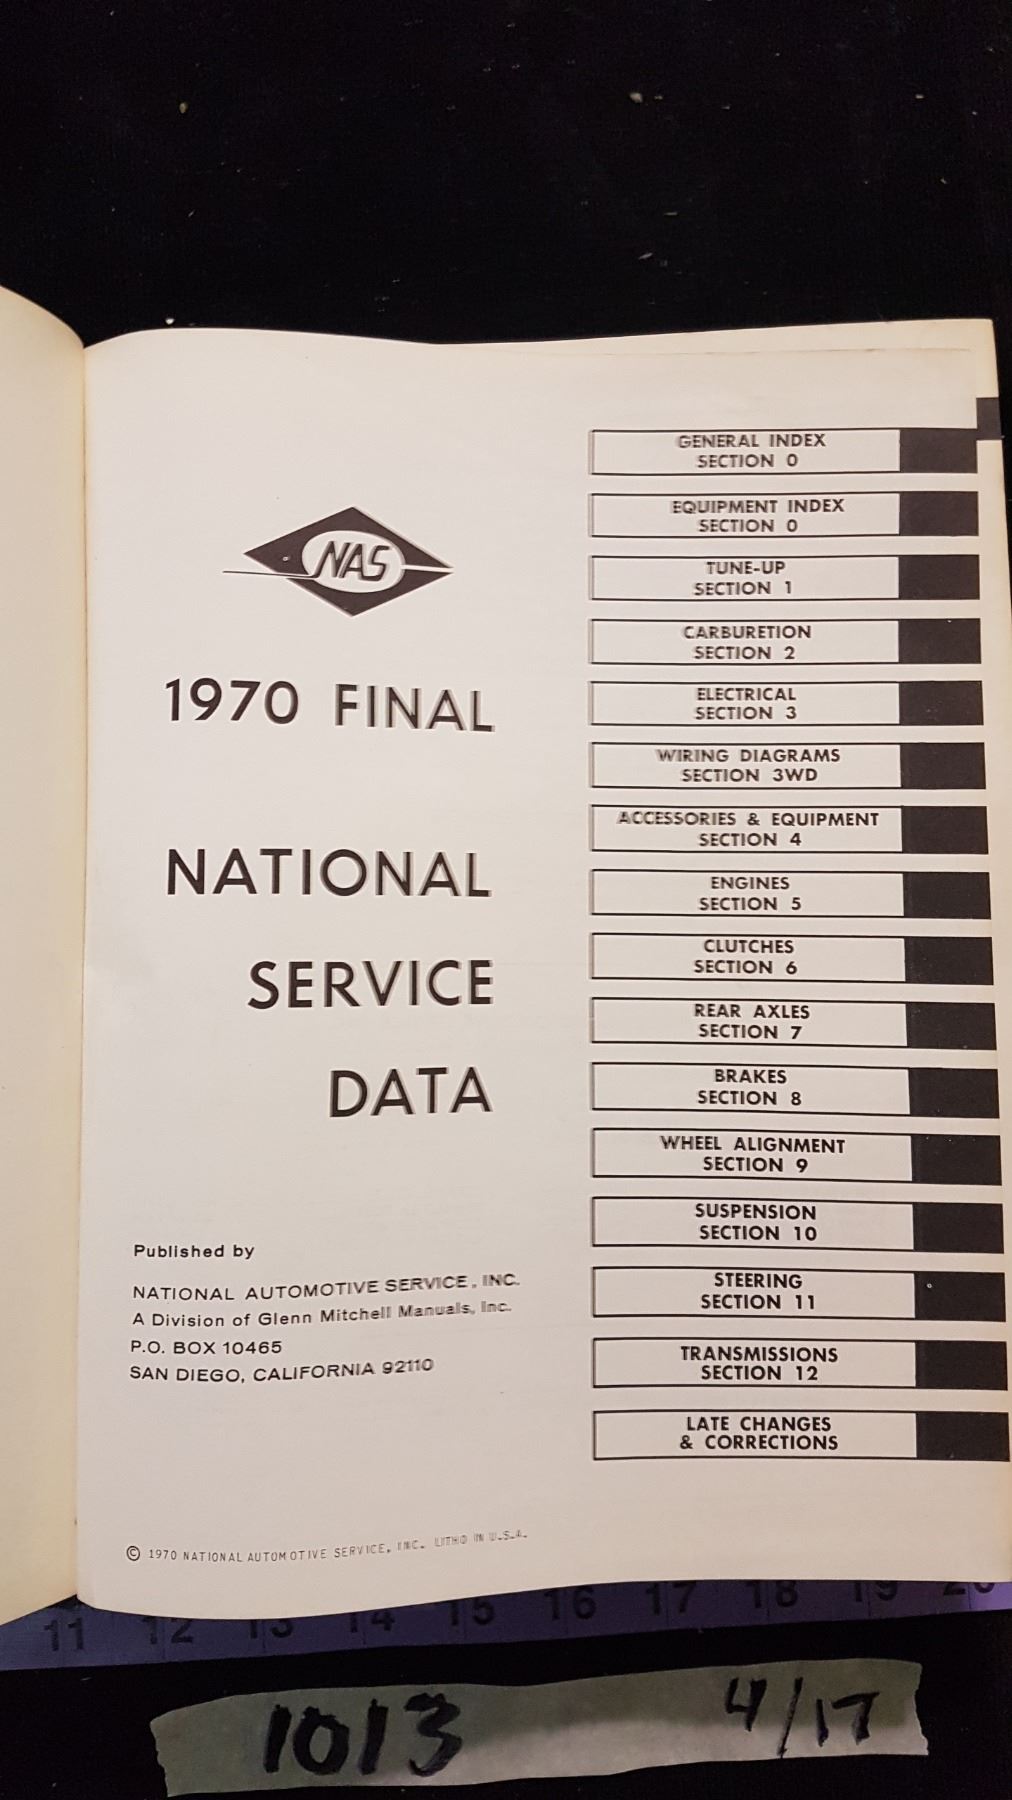 NAS
1970 FINAL
NATIONAL
SERVICE
DATA
Published by
NATIONAL AUTOMOTIVE SERVICE, INC.
A Division of Glenn Mitchell Manuals, Inc.
P.O. BOX 10465
SAN DIEGO, CALIFORNIA 92110
© 1970 NATIONAL AUTOMOTIVE SERVICE, INC. LITHO IN U.S.A.
GENERAL INDEX
SECTION 0
EQUIPMENT INDEX
SECTION 0
TUNE-UP
SECTION 1
CARBURETION
SECTION 2
ELECTRICAL
SECTION 3
WIRING DIAGRAMS
SECTION 3WD
ACCESSORIES & EQUIPMENT
SECTION 4
ENGINES
SECTION 5
CLUTCHES
SECTION 6
REAR AXLES
SECTION 7
BRAKES
SECTION 8
WHEEL ALIGNMENT
SECTION 9
SUSPENSION
SECTION 10
STEERING
SECTION 11
TRANSMISSIONS
SECTION 12
LATE CHANGES
& CORRECTIONS
11 12 13 14 15 16 17 18 19 20
1013 4/17